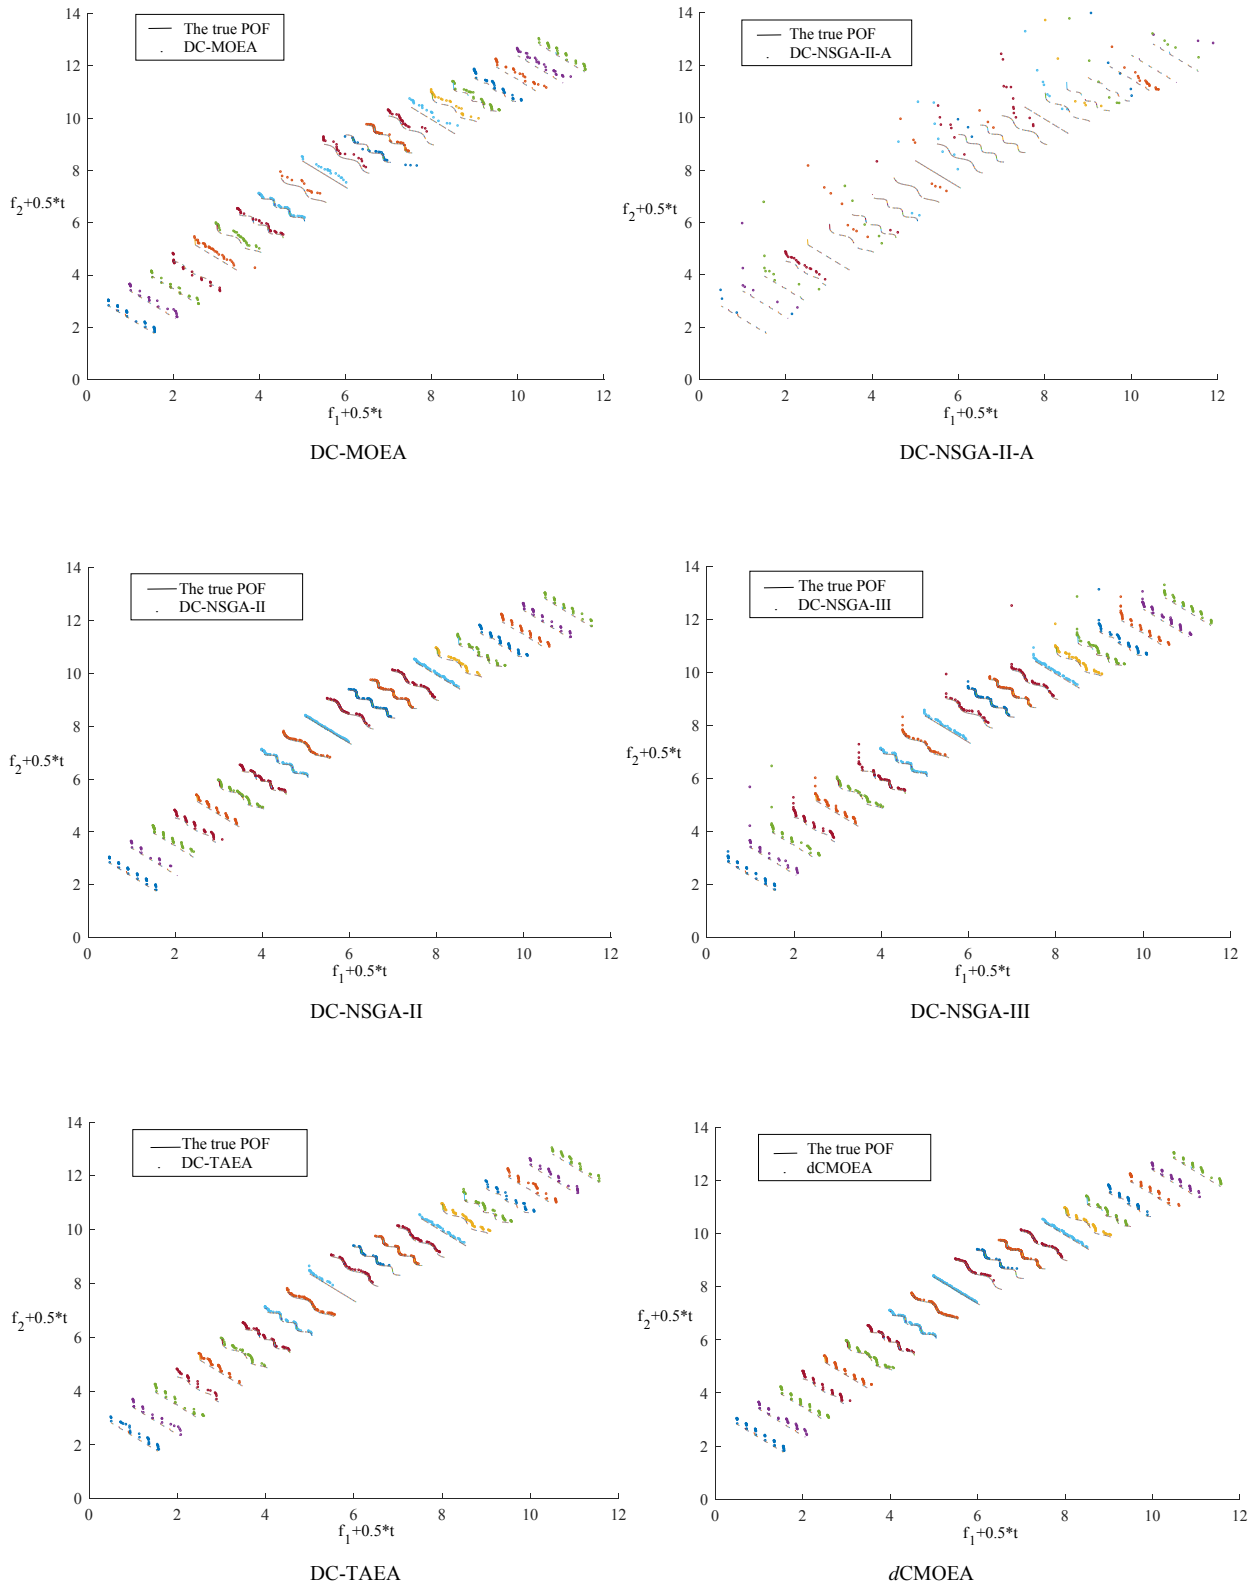 14
12
10
8
6
4
2
0
The true POF
DC-MOEA
f2+0.5*t
0 2 4 6 8 10 12
f1+0.5*t
DC-MOEA
14
12
10
8
6
4
2
0
The true POF
DC-NSGA-II-A
f2+0.5*t
0 2 4 6 8 10 12
f1+0.5*t
DC-NSGA-II-A
14
12
10
8
6
4
2
0
The true POF
DC-NSGA-II
f2+0.5*t
0 2 4 6 8 10 12
f1+0.5*t
DC-NSGA-II
14
12
10
8
6
4
2
0
The true POF
DC-NSGA-III
f2+0.5*t
0 2 4 6 8 10 12
f1+0.5*t
DC-NSGA-III
14
12
10
8
6
4
2
0
The true POF
DC-TAEA
f2+0.5*t
0 2 4 6 8 10 12
f1+0.5*t
DC-TAEA
14
12
10
8
6
4
2
0
The true POF
dCMOEA
f2+0.5*t
0 2 4 6 8 10 12
f1+0.5*t
dCMOEA